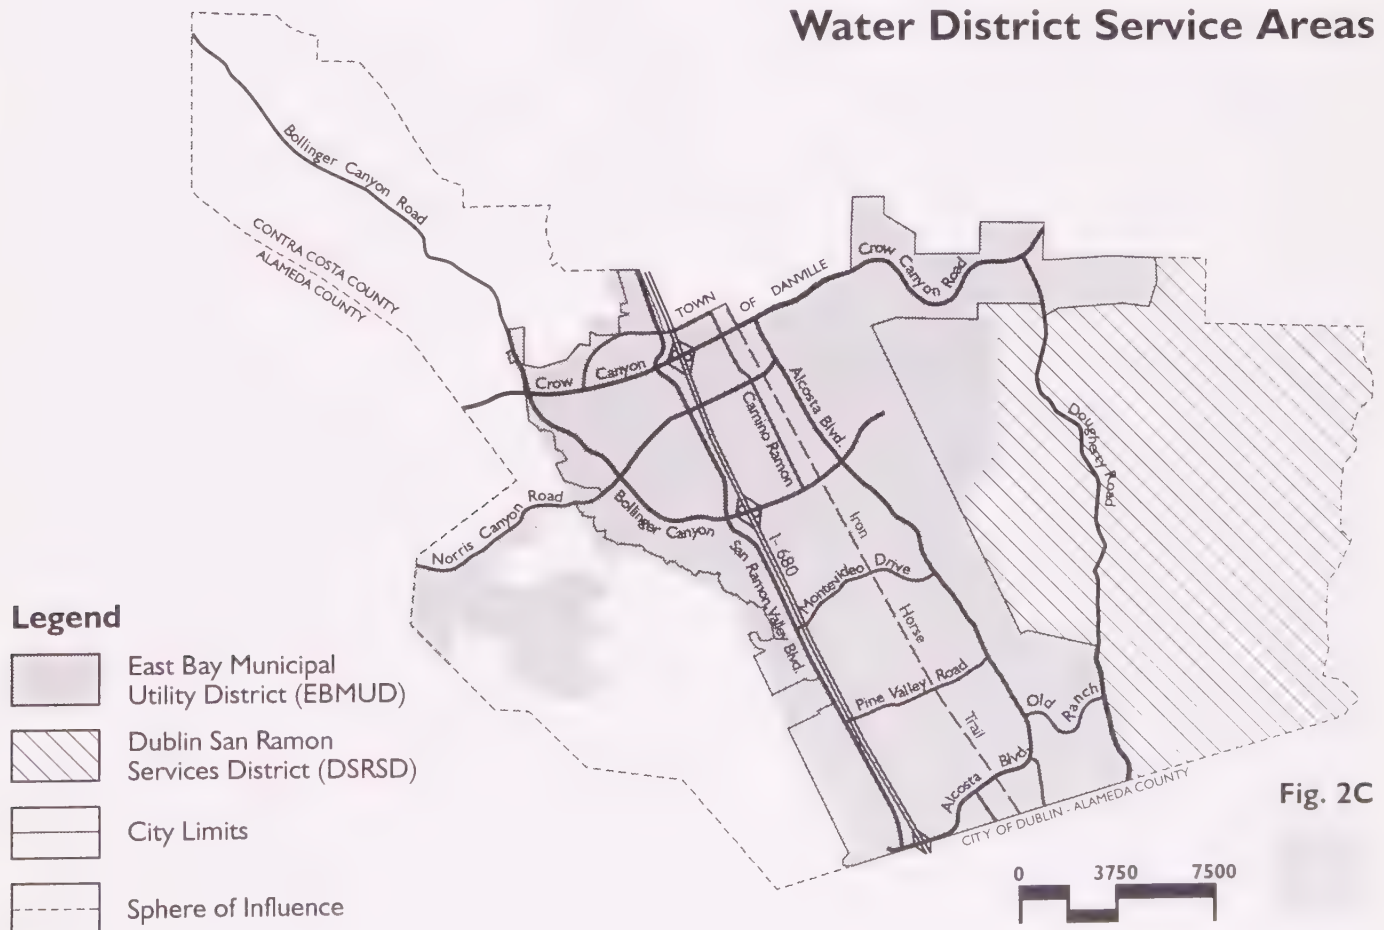 Water District Service Areas
Bollinger Canyon Road
CONTRA COSTA COUNTY
ALAMEDA COUNTY
TOWN OF DANVILLE
Crow Canyon Road
Crow Canyon
Alcosta Blvd.
Camino Ramon
Dougherty Road
Norris Canyon Road
Bollinger Canyon
I-680
San Ramon Valley Blvd.
Montevideo Drive
Iron Horse Trail
Pine Valley Road
Old Ranch
Alcosta Blvd.
CITY OF DUBLIN - ALAMEDA COUNTY
Legend
East Bay Municipal
Utility District (EBMUD)
Dublin San Ramon
Services District (DSRSD)
City Limits
Sphere of Influence
Fig. 2C
0 3750 7500